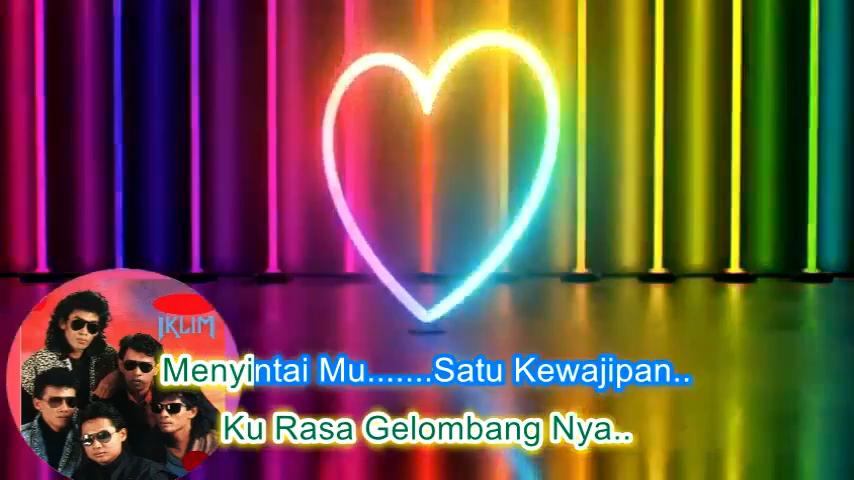 IKLIM
Menyintai Mu.......Satu Kewajipan..
Ku Rasa Gelombang Nya..